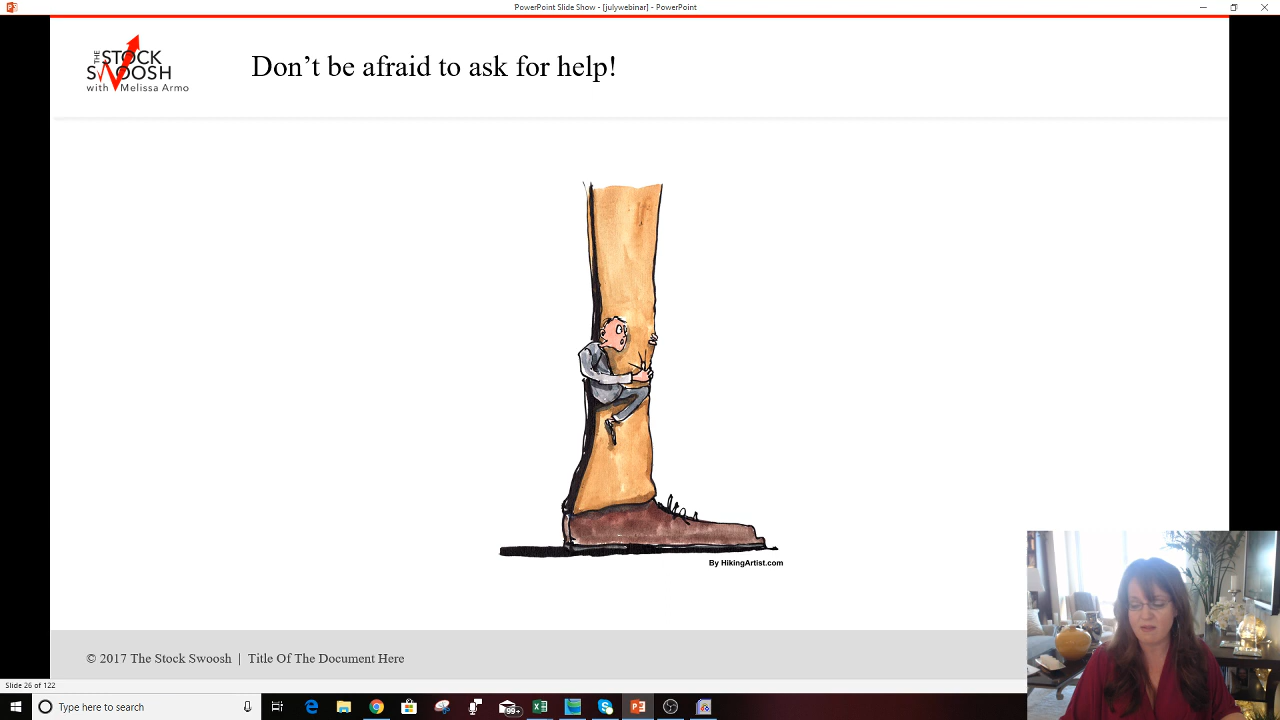 PowerPoint Slide Show - [julywebinar] - PowerPoint
THE STOCK
SWOOSH
with Melissa Armo
Don't be afraid to ask for help!
By HikingArtist.com
© 2017 The Stock Swoosh | Title Of The Document Here
Slide 26 of 122
Type here to search
99+